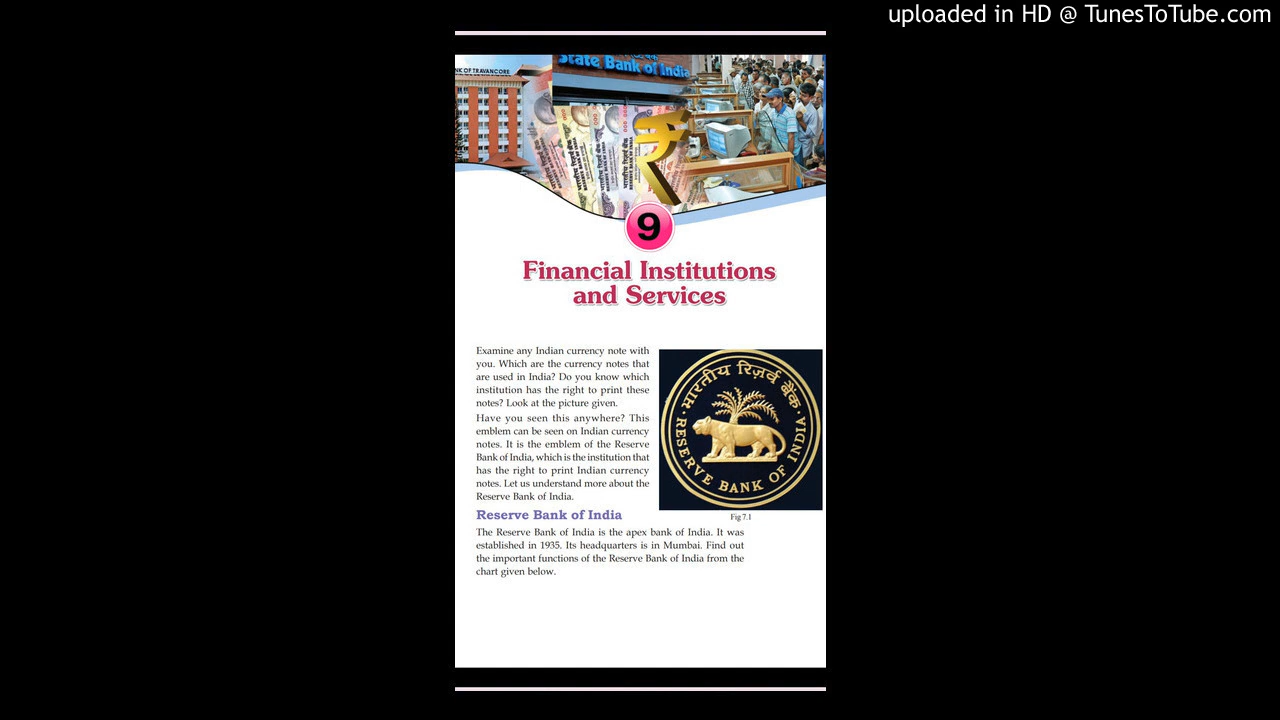 uploaded in HD @ TunesToTube.com
NK OF TRAVANCORE
State Bank of India
9
Financial Institutions
and Services
Examine any Indian currency note with
you. Which are the currency notes that
are used in India? Do you know which
institution has the right to print these
notes? Look at the picture given.
Have you seen this anywhere? This
emblem can be seen on Indian currency
notes. It is the emblem of the Reserve
Bank of India, which is the institution that
has the right to print Indian currency
notes. Let us understand more about the
Reserve Bank of India.
भारतीय रिज़र्व बैंक
RESERVE BANK OF INDIA
Fig 7.1
Reserve Bank of India
The Reserve Bank of India is the apex bank of India. It was
established in 1935. Its headquarters is in Mumbai. Find out
the important functions of the Reserve Bank of India from the
chart given below.